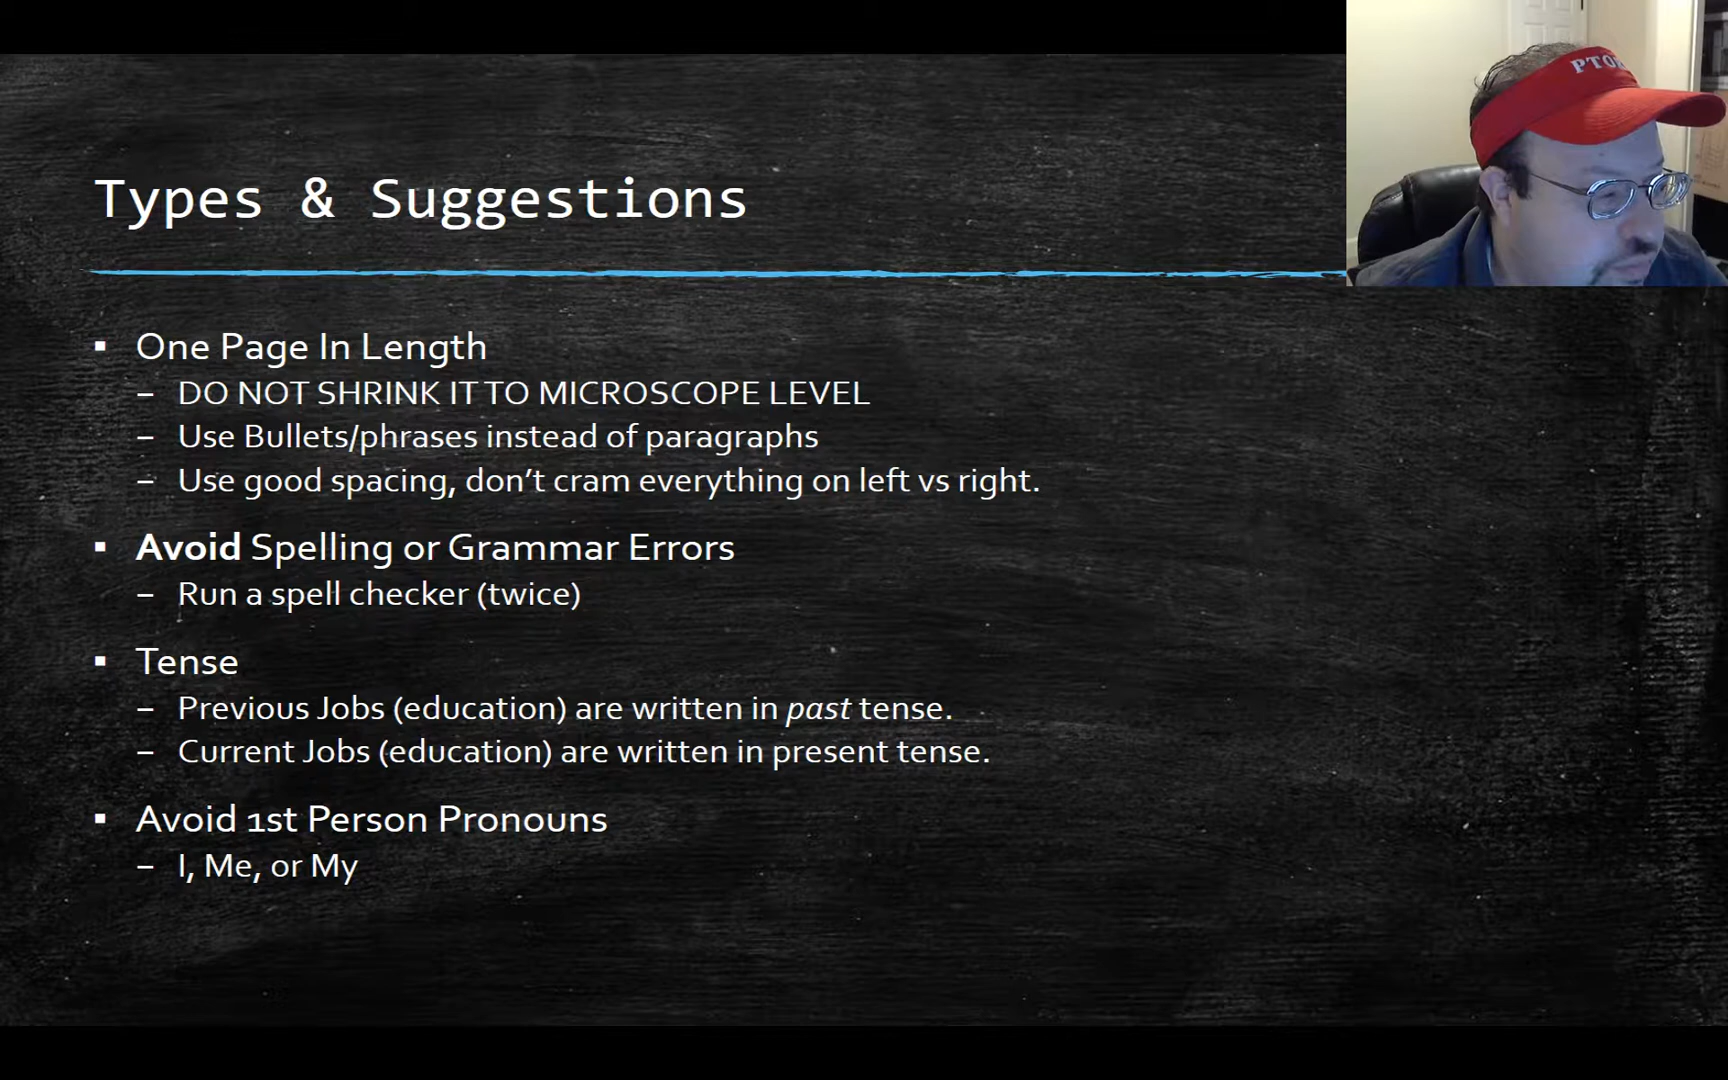 Types & Suggestions
▪ One Page In Length
– DO NOT SHRINK IT TO MICROSCOPE LEVEL
– Use Bullets/phrases instead of paragraphs
– Use good spacing, don't cram everything on left vs right.
▪ Avoid Spelling or Grammar Errors
– Run a spell checker (twice)
▪ Tense
– Previous Jobs (education) are written in past tense.
– Current Jobs (education) are written in present tense.
▪ Avoid 1st Person Pronouns
– I, Me, or My